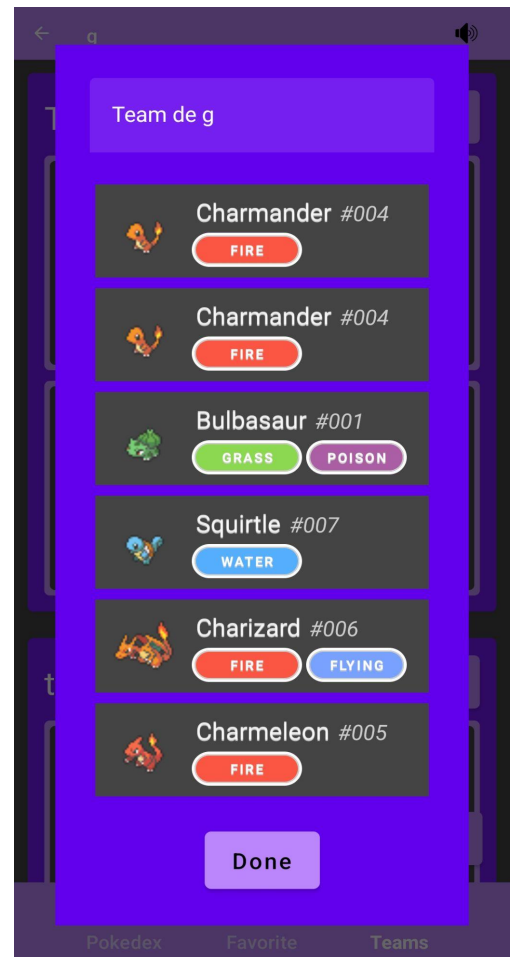 g
Team de g
T
Charmander #004
FIRE
Charmander #004
FIRE
Bulbasaur #001
GRASS POISON
Squirtle #007
WATER
Charizard #006
FIRE FLYING
t
Charmeleon #005
FIRE
Done
Pokedex Favorite Teams